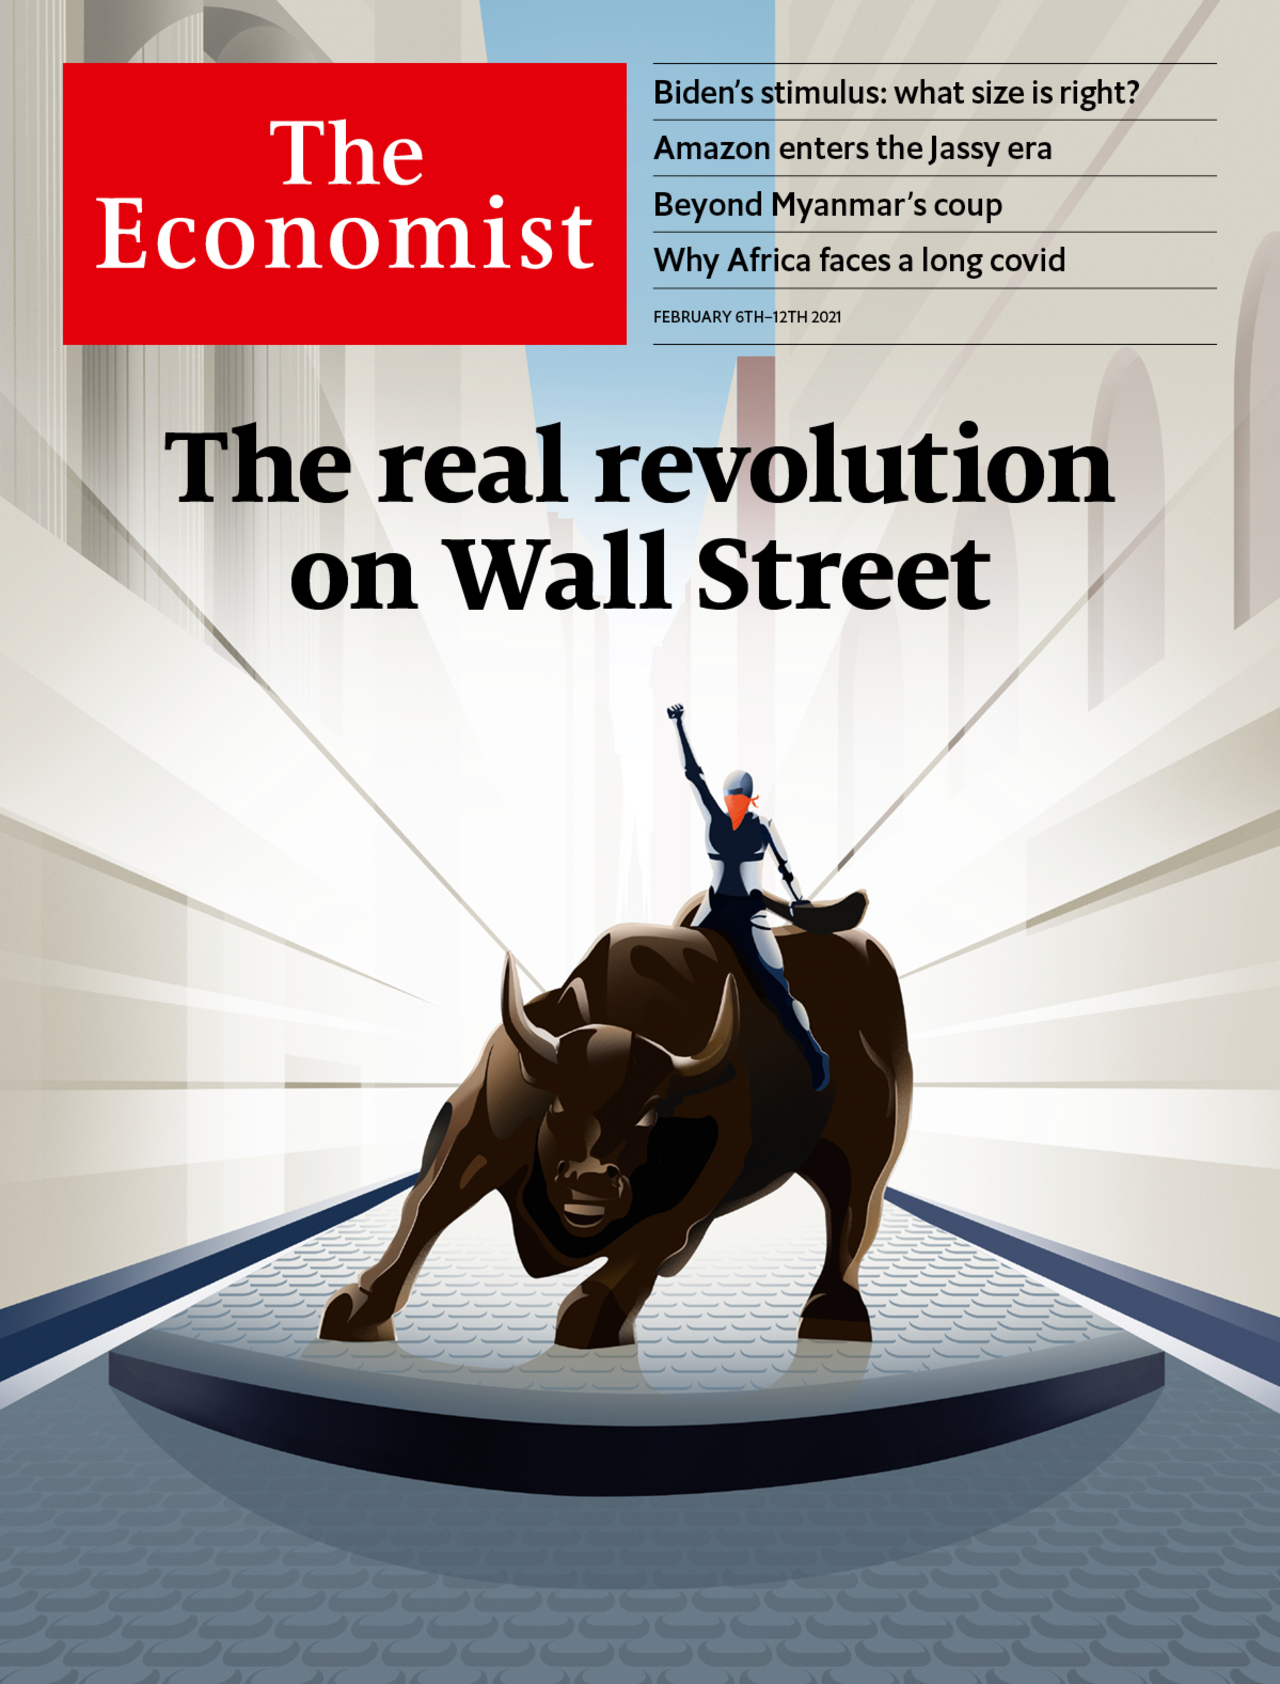 The
Economist
Biden’s stimulus: what size is right?
Amazon enters the Jassy era
Beyond Myanmar’s coup
Why Africa faces a long covid
FEBRUARY 6TH–12TH 2021
The real revolution
on Wall Street